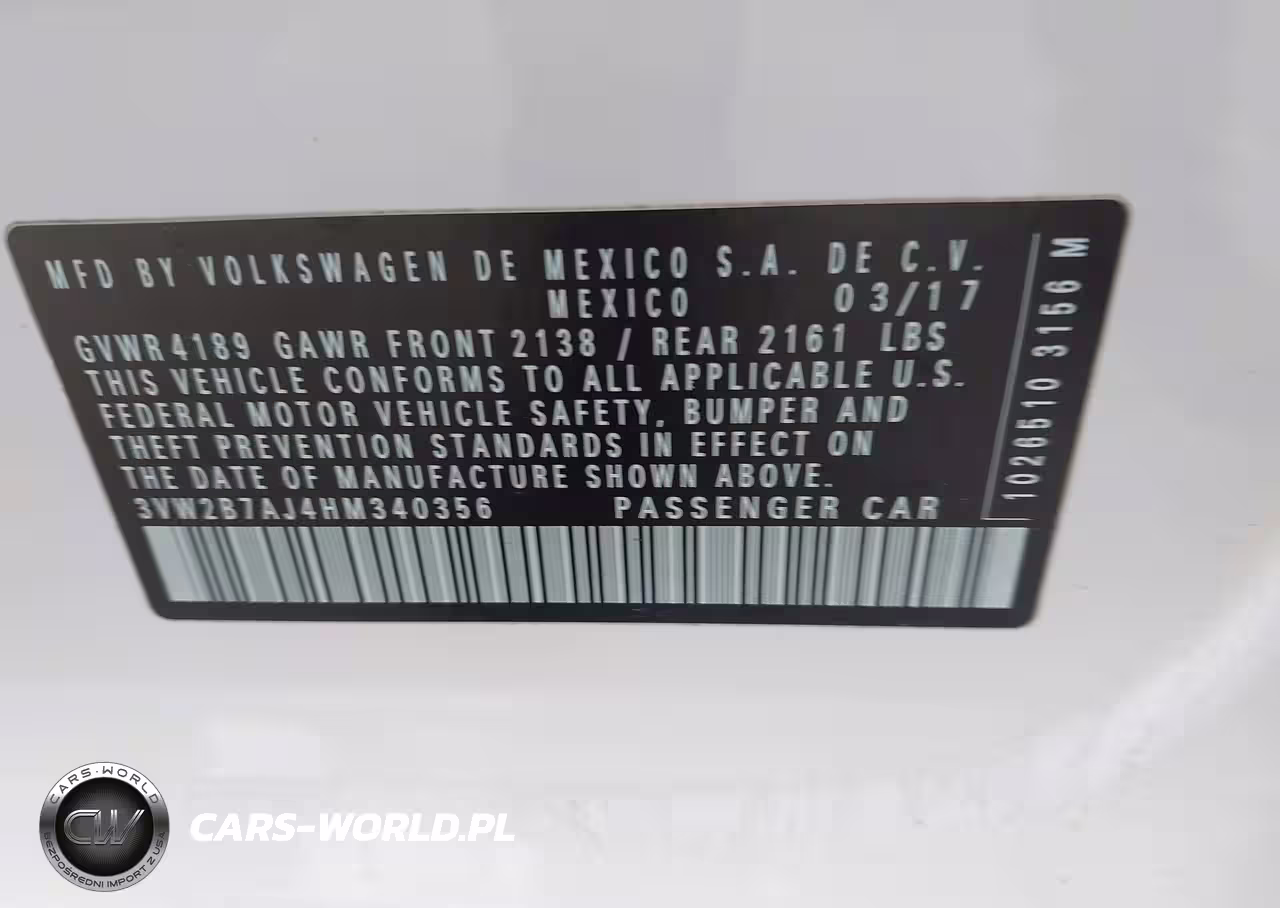 MFD BY VOLKSWAGEN DE MEXICO S.A. DE C.V.
MEXICO 03/17
GVWR 4189 GAWR FRONT 2138 / REAR 2161 LBS
THIS VEHICLE CONFORMS TO ALL APPLICABLE U.S.
FEDERAL MOTOR VEHICLE SAFETY, BUMPER AND
THEFT PREVENTION STANDARDS IN EFFECT ON
THE DATE OF MANUFACTURE SHOWN ABOVE.
3VW2B7AJ4HM340356 PASSENGER CAR
1026510 3156 M
CARS-WORLD
CW
BEZPOŚREDNI IMPORT Z USA
CARS-WORLD.PL